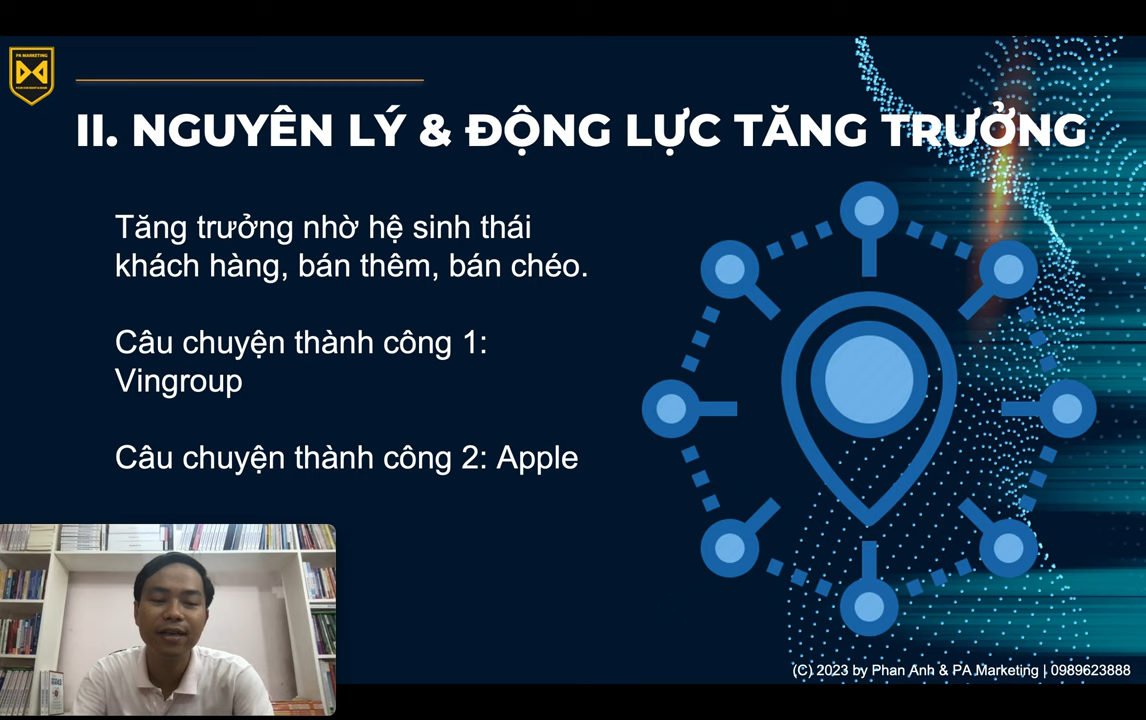 PA MARKETING
II. NGUYÊN LÝ & ĐỘNG LỰC TĂNG TRƯỞNG
Tăng trưởng nhờ hệ sinh thái
khách hàng, bán thêm, bán chéo.
Câu chuyện thành công 1:
Vingroup
Câu chuyện thành công 2: Apple
(C) 2023 by Phan Anh & PA Marketing | 0989623888